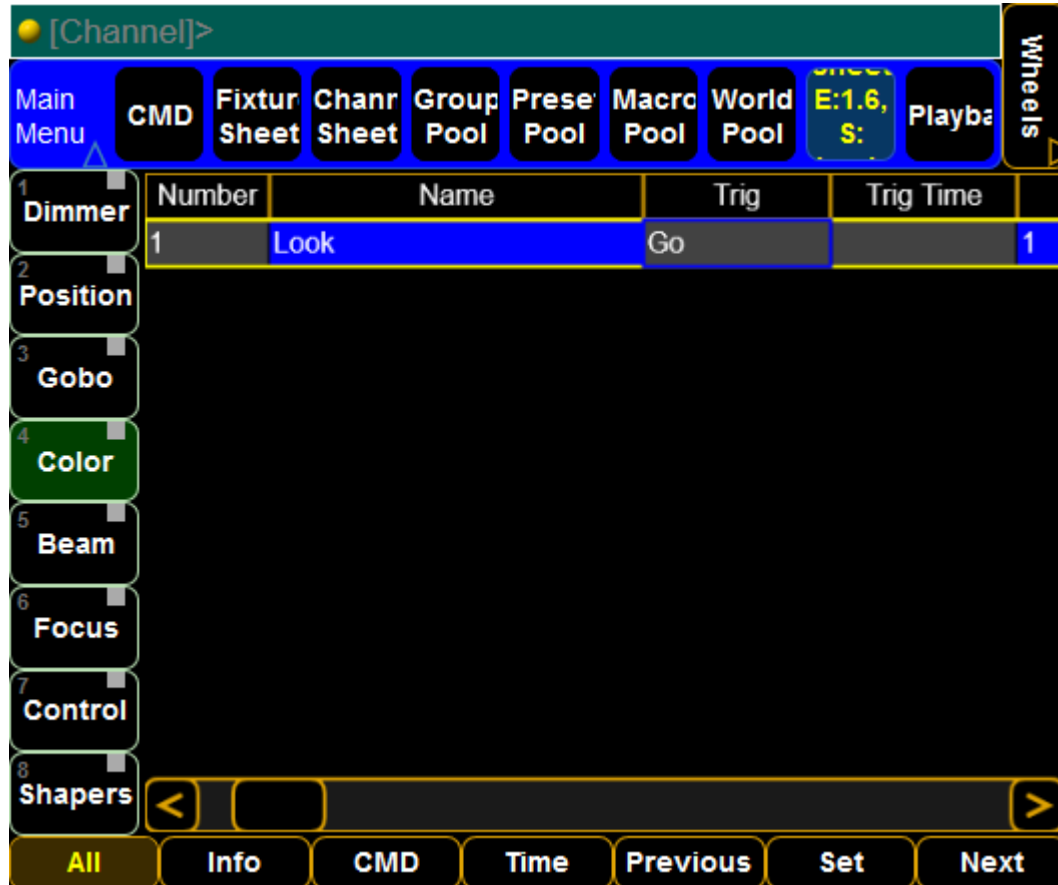 [Channel]>
Wheels
Main
Menu
CMD
Fixtur
Sheet
Chanr
Sheet
Group
Pool
Prese
Pool
Macro
Pool
World
Pool
E:1.6,
S:
Playba
1
Dimmer
2
Position
3
Gobo
4
Color
5
Beam
6
Focus
7
Control
8
Shapers
Number Name Trig Trig Time
1 Look Go 1
< >
All Info CMD Time Previous Set Next